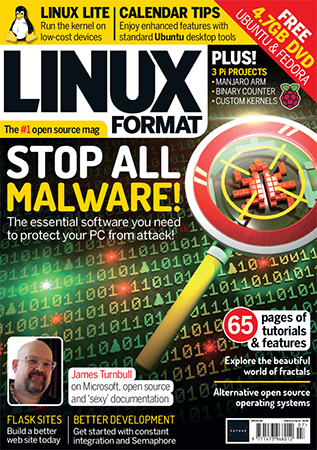 LINUX LITE
Run the kernel on
low-cost devices
CALENDAR TIPS
Enjoy enhanced features with
standard Ubuntu desktop tools
FREE
4.7GB DVD
UBUNTU & FEDORA
LINUX
FORMAT
The #1 open source mag
PLUS!
3 Pi PROJECTS
• MANJARO ARM
• BINARY COUNTER
• CUSTOM KERNELS
STOP ALL
MALWARE!
The essential software you need
to protect your PC from attack!
65 pages of
tutorials
& features
Explore the beautiful
world of fractals
Alternative open source
operating systems
James Turnbull
on Microsoft, open source
and 'sexy' documentation
FLASK SITES
Build a better
web site today
BETTER DEVELOPMENT
Get started with constant
integration and Semaphore
FUTURE
07
9 771473 968012